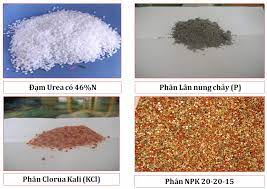 Đạm Urea có 46%N
Phân Lân nung chảy (P)
Phân Clorua Kali (KCl)
Phân NPK 20-20-15